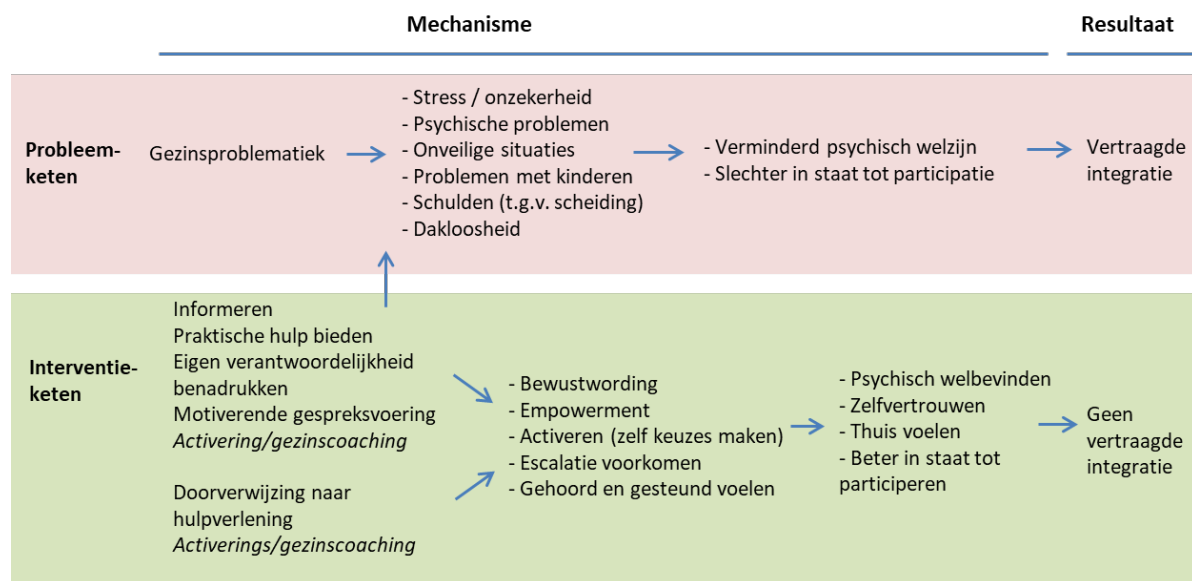 Mechanisme
Resultaat
Probleem-
keten
Gezinsproblematiek
- Stress / onzekerheid
- Psychische problemen
- Onveilige situaties
- Problemen met kinderen
- Schulden (t.g.v. scheiding)
- Dakloosheid
- Verminderd psychisch welzijn
- Slechter in staat tot participatie
Vertraagde
integratie
Interventie-
keten
Informeren
Praktische hulp bieden
Eigen verantwoordelijkheid
benadrukken
Motiverende gespreksvoering
Activering/gezinscoaching
Doorverwijzing naar
hulpverlening
Activerings/gezinscoaching
- Bewustwording
- Empowerment
- Activeren (zelf keuzes maken)
- Escalatie voorkomen
- Gehoord en gesteund voelen
- Psychisch welbevinden
- Zelfvertrouwen
- Thuis voelen
- Beter in staat tot
participeren
Geen
vertraagde
integratie